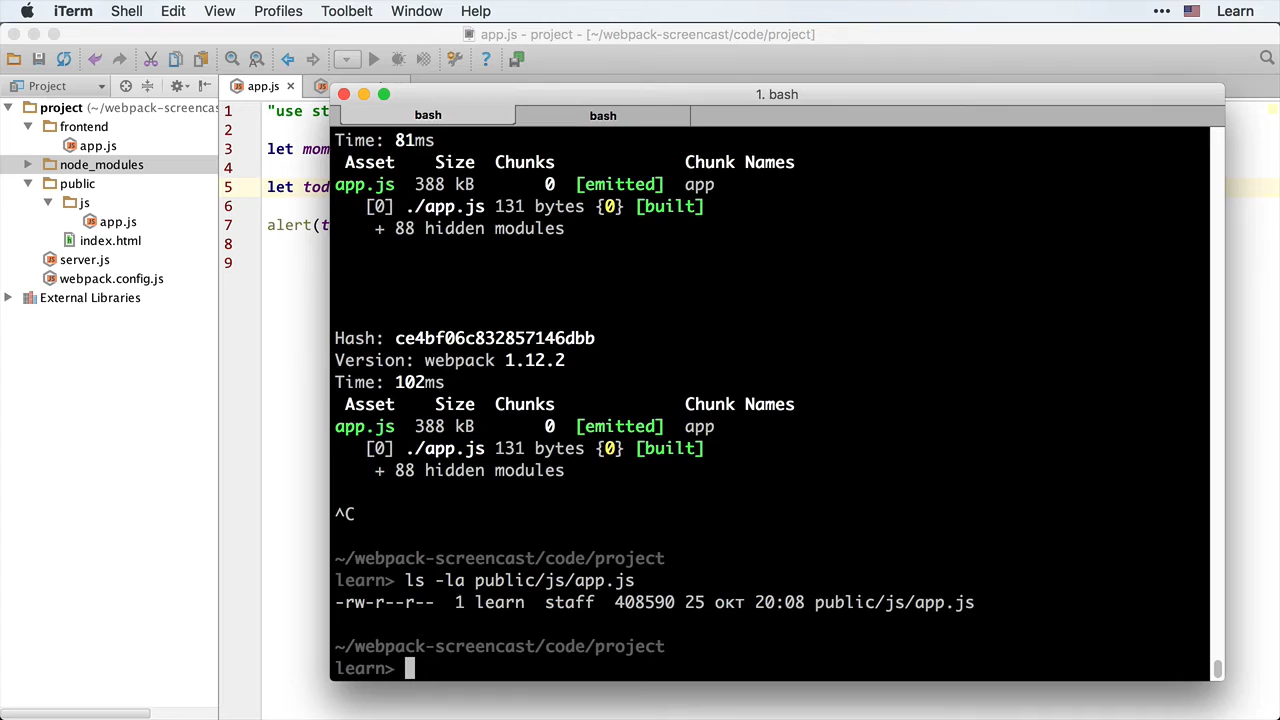 iTerm Shell Edit View Profiles Toolbelt Window Help ••• Learn
app.js - project - [~/webpack-screencast/code/project]
Project
app.js
project (~/webpack-screencas
frontend
app.js
node_modules
public
js
app.js
index.html
server.js
webpack.config.js
External Libraries
1 "use st
2
3 let mom
4
5 let tod
6
7 alert(t
8
9
1. bash
bash bash
Time: 81ms
Asset Size Chunks Chunk Names
app.js 388 kB 0 [emitted] app
[0] ./app.js 131 bytes {0} [built]
+ 88 hidden modules
Hash: ce4bf06c832857146dbb
Version: webpack 1.12.2
Time: 102ms
Asset Size Chunks Chunk Names
app.js 388 kB 0 [emitted] app
[0] ./app.js 131 bytes {0} [built]
+ 88 hidden modules
^C
~/webpack-screencast/code/project
learn> ls -la public/js/app.js
-rw-r--r-- 1 learn staff 408590 25 окт 20:08 public/js/app.js
~/webpack-screencast/code/project
learn>